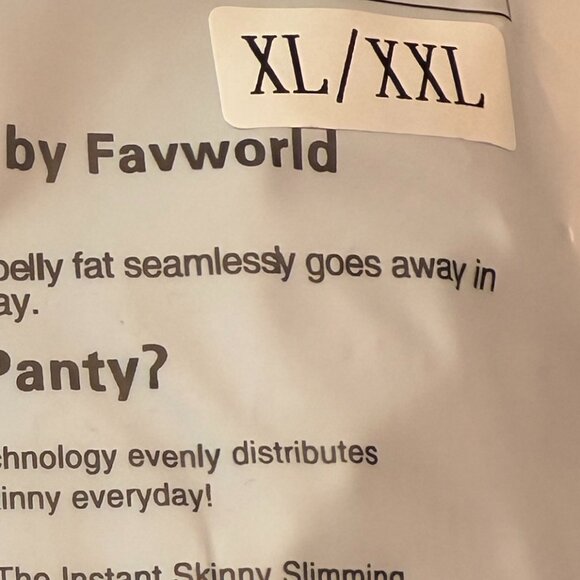 XL/XXL
by Favworld
belly fat seamlessly goes away in
ay.
Panty?
chnology evenly distributes
inny everyday!
The Instant Skinny Slimming